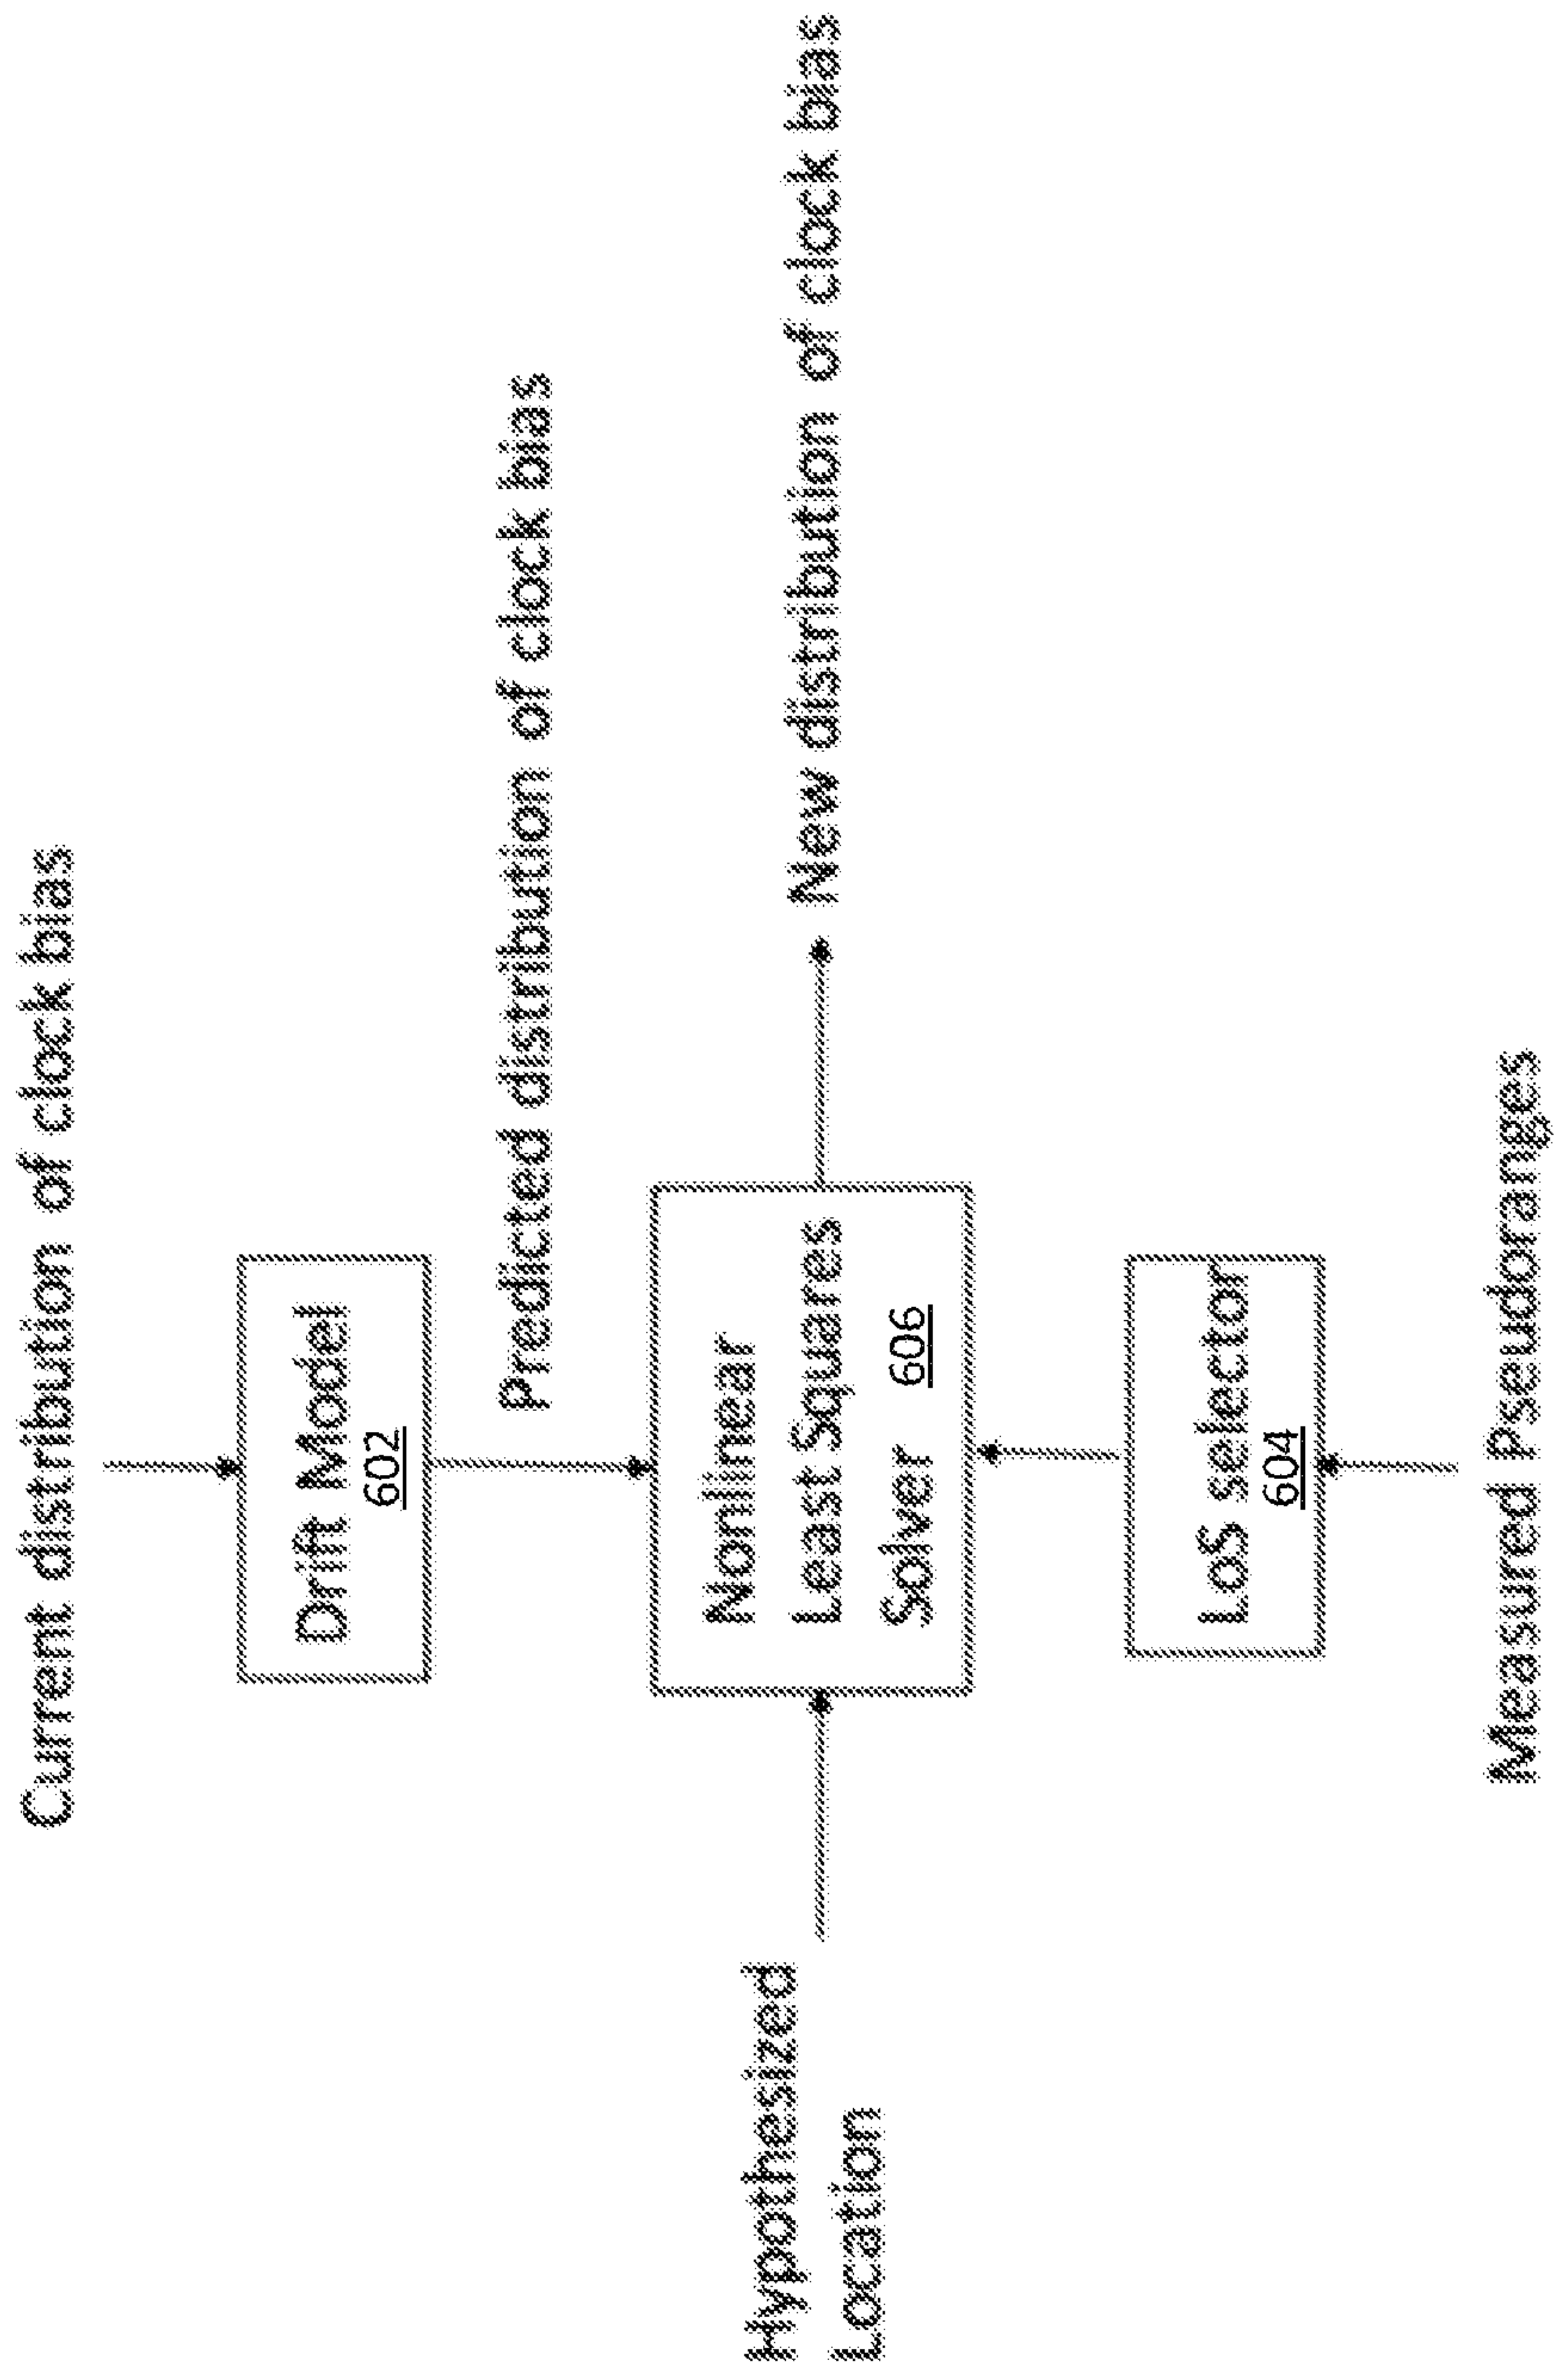 Current distribution of clock bias
Drift Model
602
Predicted distribution of clock bias
Hypothesized
Location
Nonlinear
Least Squares
Solver 606
New distribution of clock bias
LoS selector
604
Measured Pseudoranges